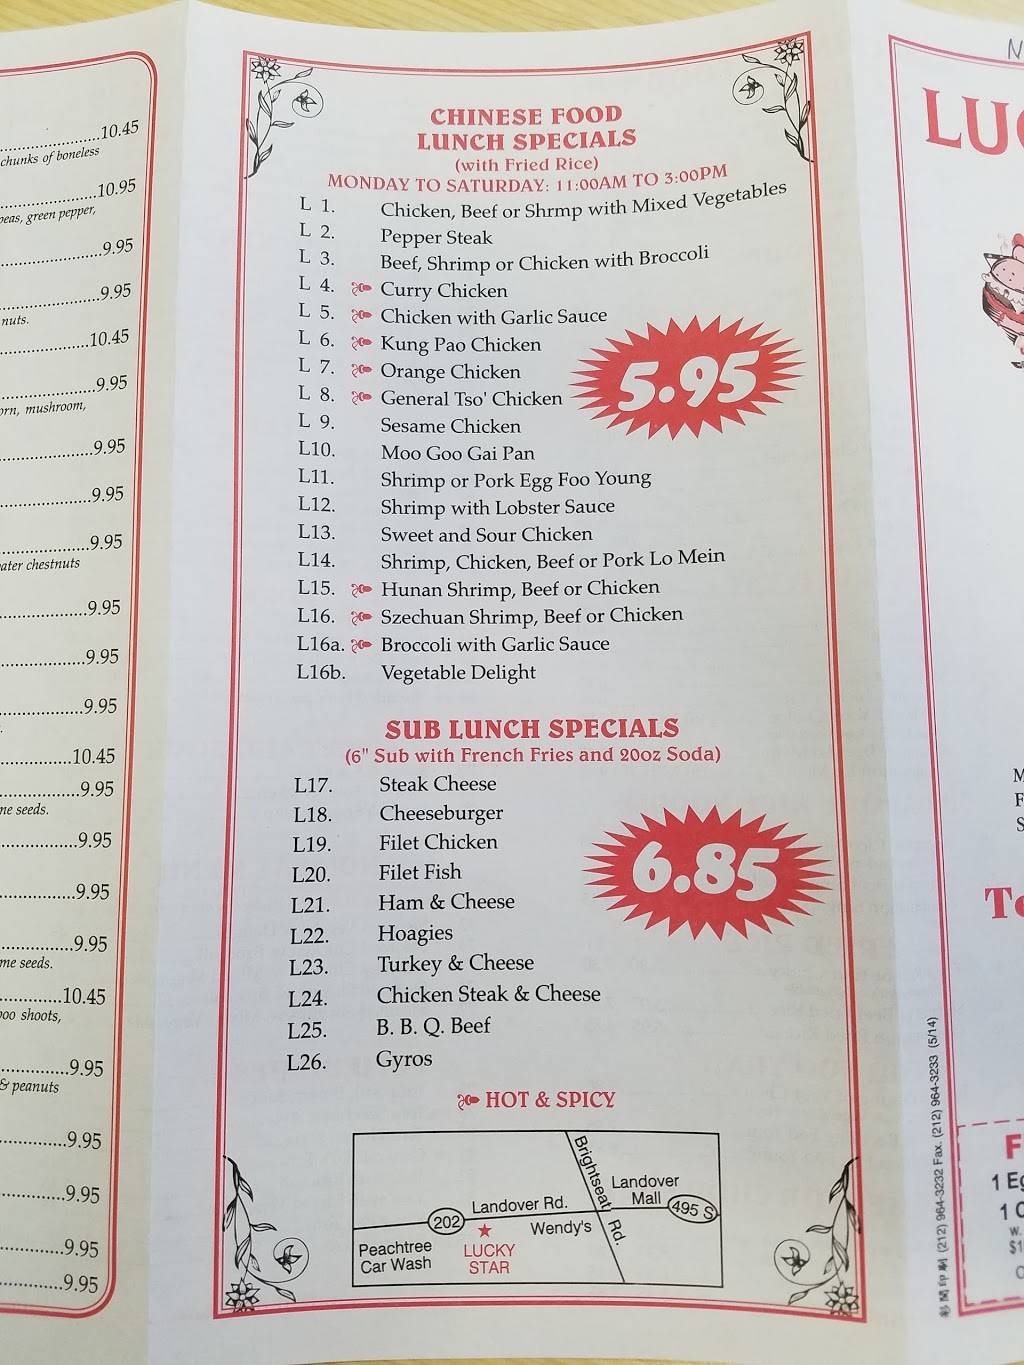 ..........10.45
chunks of boneless
..........10.95
peas, green pepper,
..........9.95
..........9.95
nuts.
..........10.45
..........9.95
orn, mushroom,
..........9.95
..........9.95
..........9.95
ater chestnuts
..........9.95
..........9.95
..........9.95
..........10.45
..........9.95
me seeds.
..........9.95
..........9.95
..........9.95
me seeds.
..........10.45
boo shoots,
..........9.95
& peanuts
..........9.95
..........9.95
..........9.95
..........9.95
CHINESE FOOD
LUNCH SPECIALS
(with Fried Rice)
MONDAY TO SATURDAY: 11:00AM TO 3:00PM
L 1. Chicken, Beef or Shrmp with Mixed Vegetables
L 2. Pepper Steak
L 3. Beef, Shrimp or Chicken with Broccoli
L 4. Curry Chicken
L 5. Chicken with Garlic Sauce
L 6. Kung Pao Chicken
L 7. Orange Chicken
L 8. General Tso' Chicken
5.95
L 9. Sesame Chicken
L10. Moo Goo Gai Pan
L11. Shrimp or Pork Egg Foo Young
L12. Shrimp with Lobster Sauce
L13. Sweet and Sour Chicken
L14. Shrimp, Chicken, Beef or Pork Lo Mein
L15. Hunan Shrimp, Beef or Chicken
L16. Szechuan Shrimp, Beef or Chicken
L16a. Broccoli with Garlic Sauce
L16b. Vegetable Delight
SUB LUNCH SPECIALS
(6" Sub with French Fries and 20oz Soda)
L17. Steak Cheese
L18. Cheeseburger
L19. Filet Chicken
L20. Filet Fish
6.85
L21. Ham & Cheese
L22. Hoagies
L23. Turkey & Cheese
L24. Chicken Steak & Cheese
L25. B. B. Q. Beef
L26. Gyros
HOT & SPICY
Brightseat Rd.
Landover
Mall
495 S
Landover Rd.
202
Wendy's
Peachtree
Car Wash
LUCKY
STAR
(212) 964-3232 Fax. (212) 964-3233 (5/14)
N
LUC
M
F
S
To
F
1 Eg
1 C
w.
$1